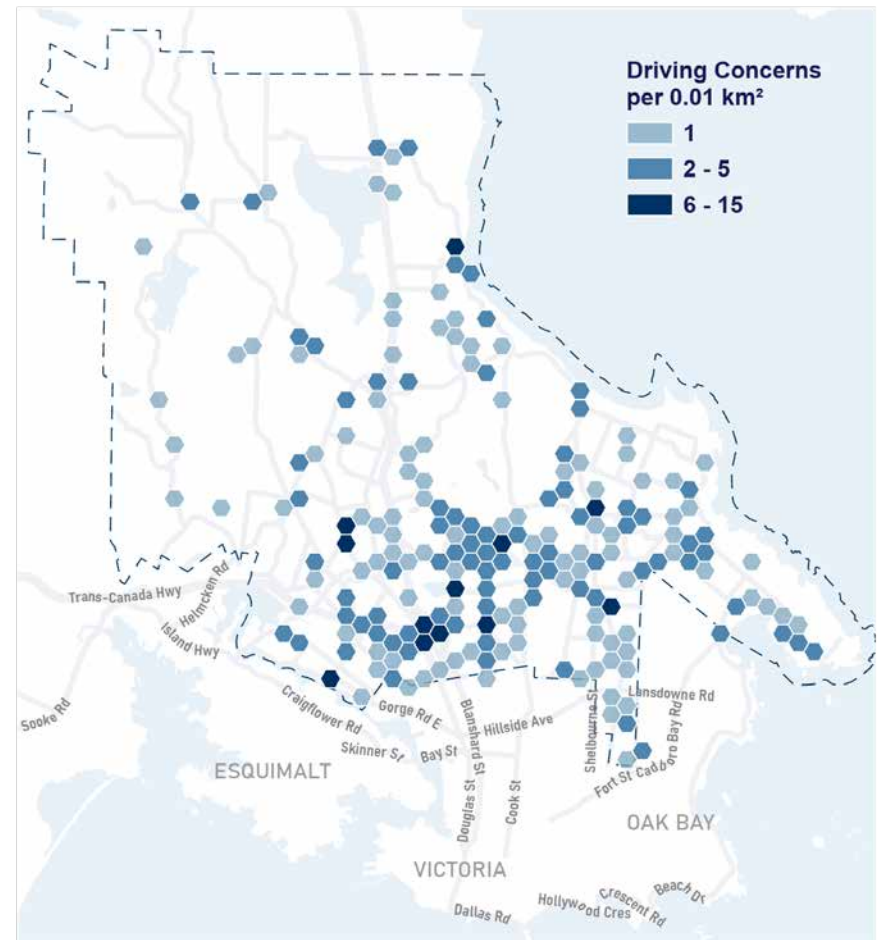 Driving Concerns
per 0.01 km²
1
2 - 5
6 - 15
Trans-Canada Hwy
Helmcken Rd
Island Hwy
Sooke Rd
Craigflower Rd
Gorge Rd E
Skinner St
Bay St
Blanshard St
Hillside Ave
Shelbourne St
Lansdowne Rd
Cadboro Bay Rd
Fort St
ESQUIMALT
Douglas St
Cook St
OAK BAY
VICTORIA
Dallas Rd
Hollywood Cres
Crescent Rd
Beach Dr